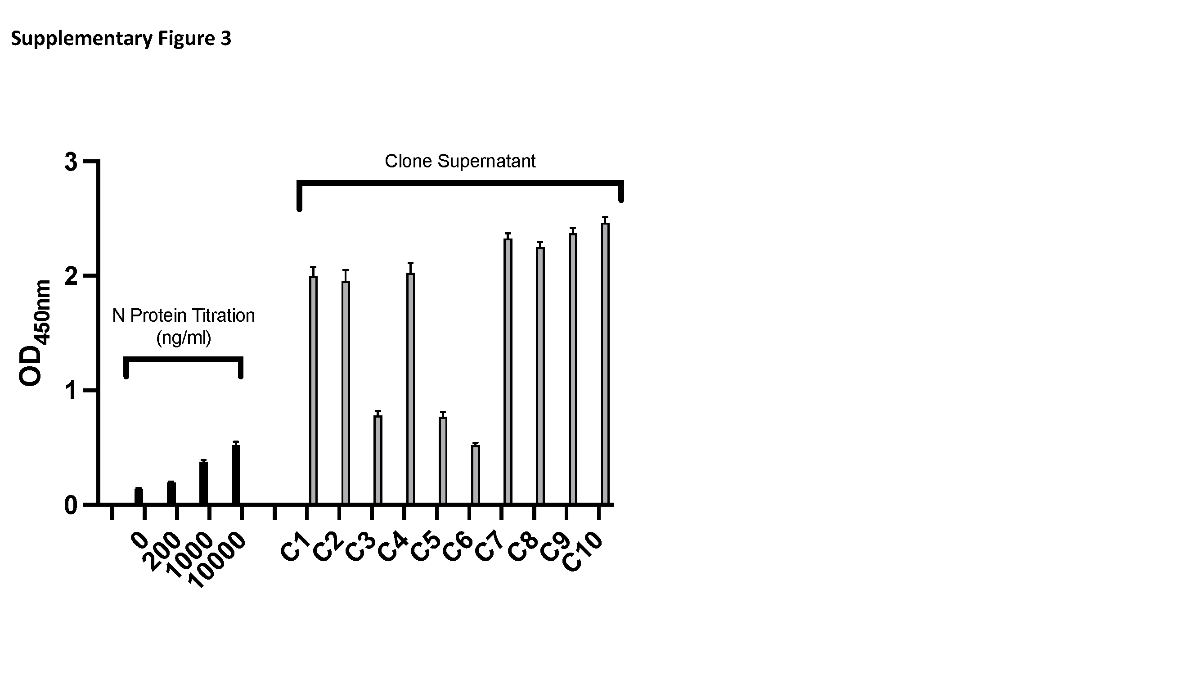 Supplementary Figure 3
Clone Supernatant
N Protein Titration
(ng/ml)
OD450nm
3
2
1
0
0
200
1000
10000
C1
C2
C3
C4
C5
C6
C7
C8
C9
C10